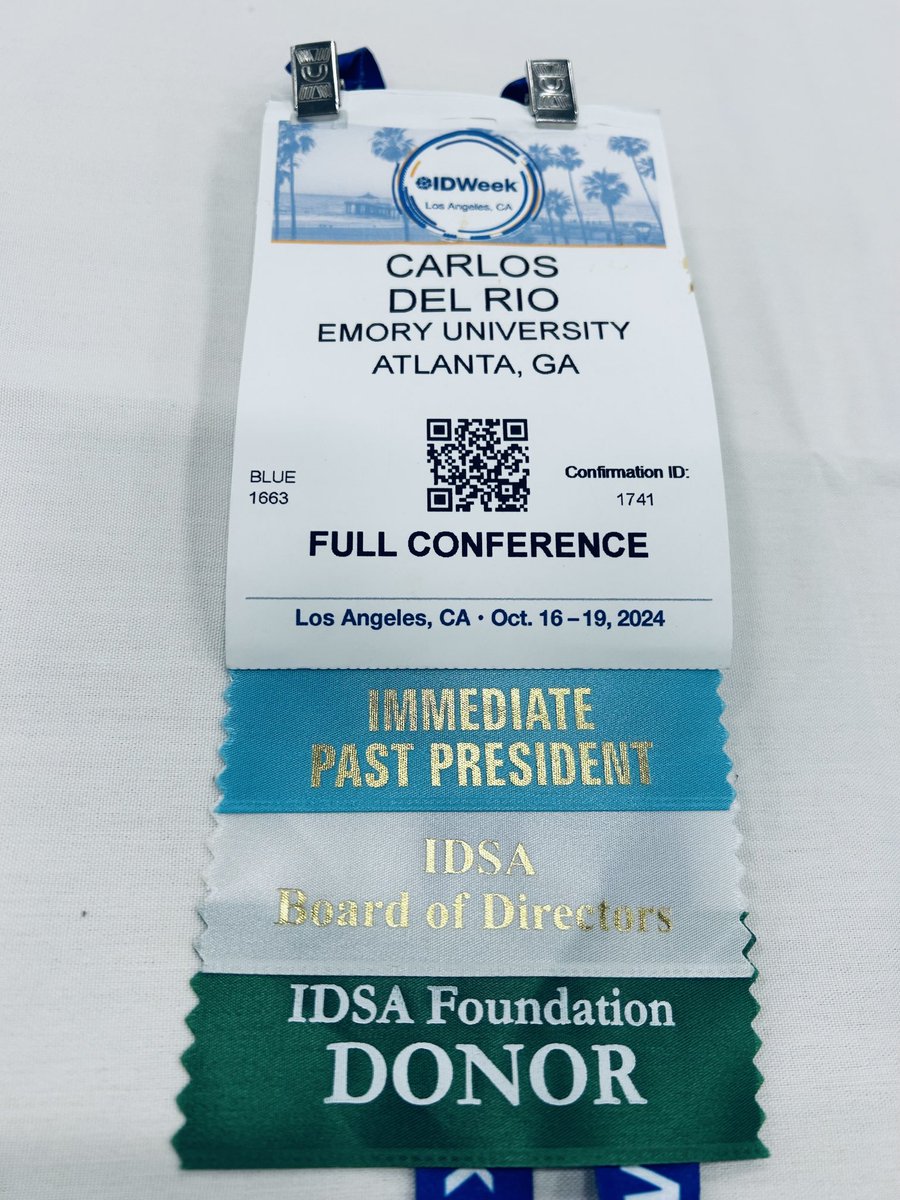 IDWeek
Los Angeles, CA
CARLOS
DEL RIO
EMORY UNIVERSITY
ATLANTA, GA
BLUE
1663
Confirmation ID:
1741
FULL CONFERENCE
Los Angeles, CA • Oct. 16–19, 2024
IMMEDIATE
PAST PRESIDENT
IDSA
Board of Directors
IDSA Foundation
DONOR